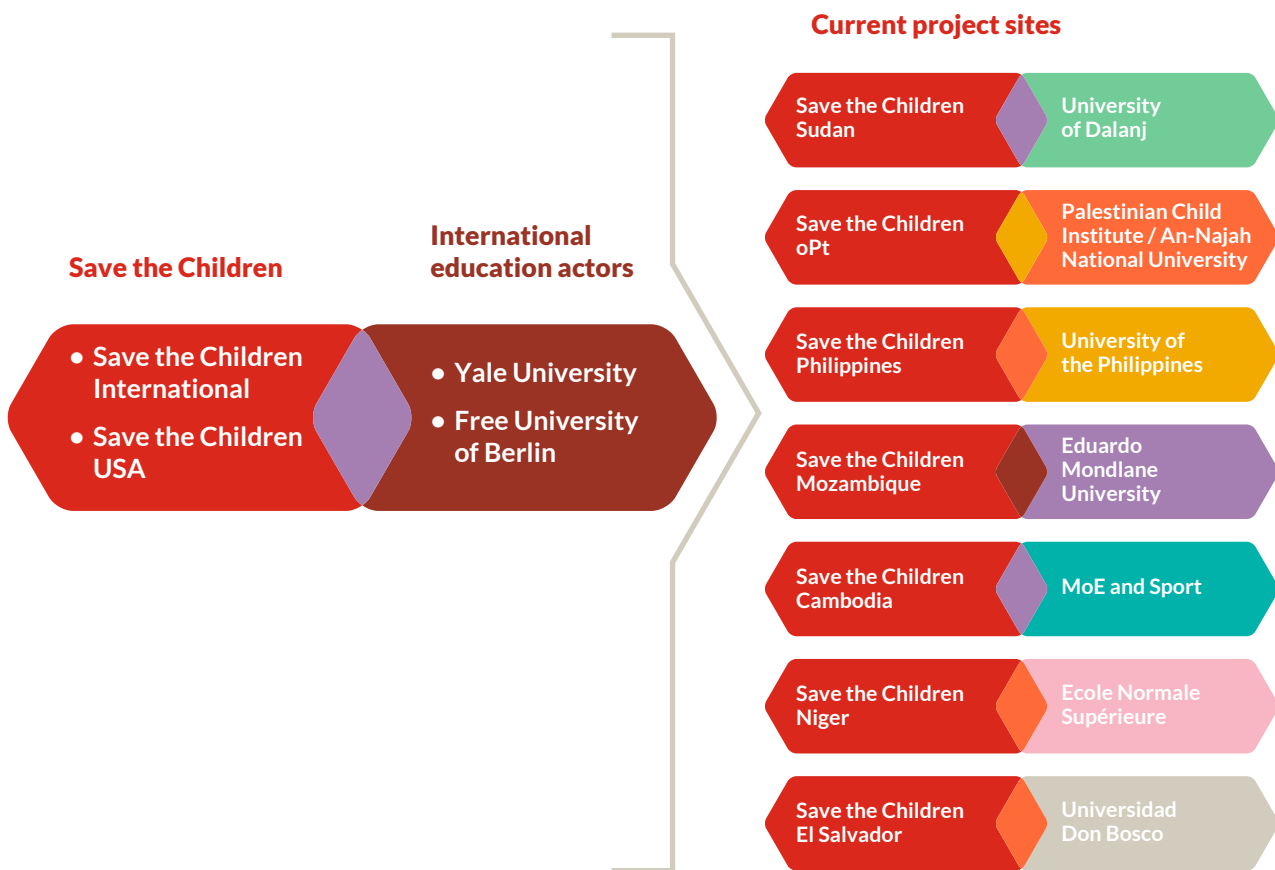 Save the Children
• Save the Children
International
• Save the Children
USA
International
education actors
• Yale University
• Free University
of Berlin
Current project sites
Save the Children
Sudan
University
of Dalanj
Save the Children
oPt
Palestinian Child
Institute / An-Najah
National University
Save the Children
Philippines
University of
the Philippines
Save the Children
Mozambique
Eduardo
Mondlane
University
Save the Children
Cambodia
MoE and Sport
Save the Children
Niger
Ecole Normale
Supérieure
Save the Children
El Salvador
Universidad
Don Bosco